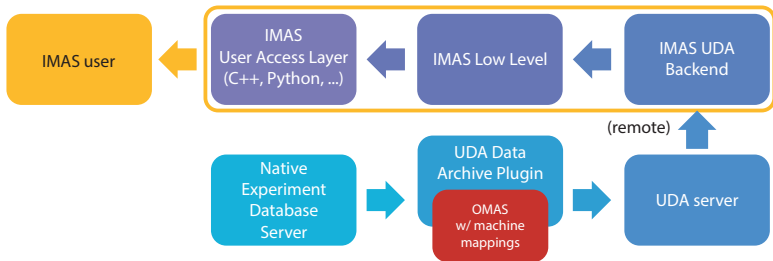 IMAS user
IMAS
User Access Layer
(C++, Python, ...)
IMAS Low Level
IMAS UDA
Backend
(remote)
Native
Experiment
Database
Server
UDA Data
Archive Plugin
OMAS
w/ machine
mappings
UDA server